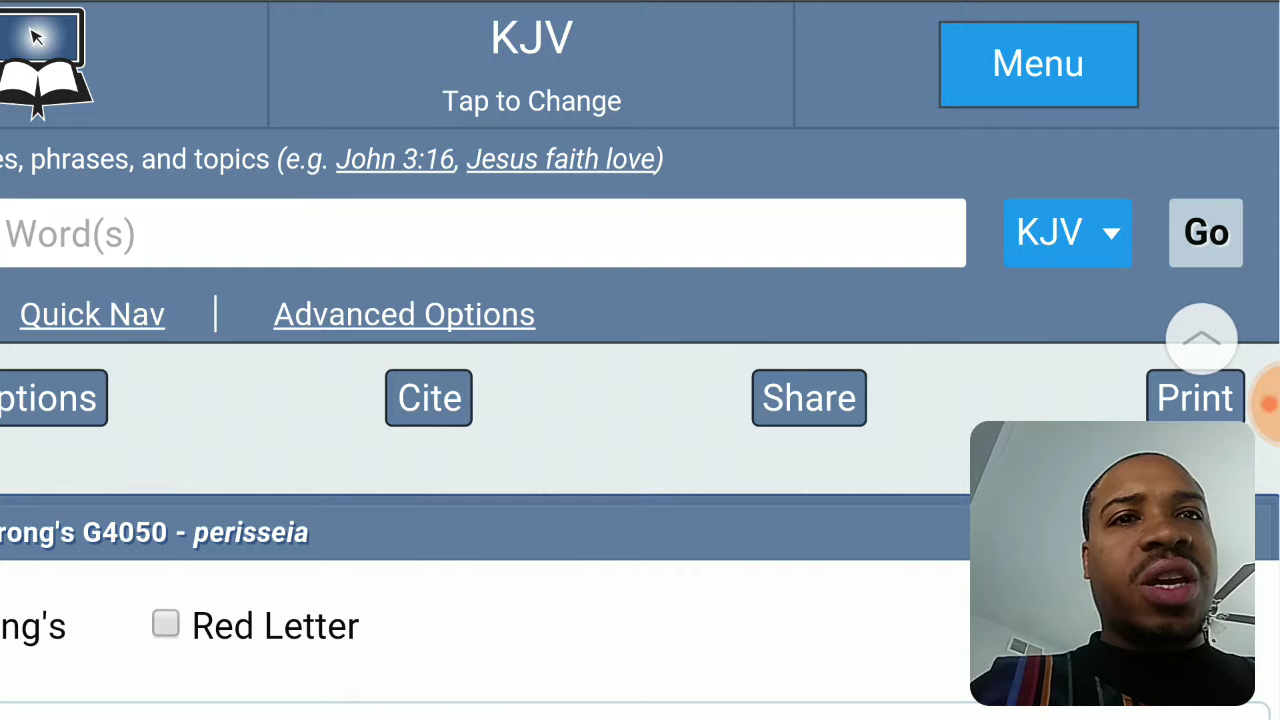 KJV
Menu
Tap to Change
es, phrases, and topics (e.g. John 3:16, Jesus faith love)
Word(s)
KJV
Go
Quick Nav | Advanced Options
ptions
Cite
Share
Print
rong's G4050 - perisseia
ng's
Red Letter